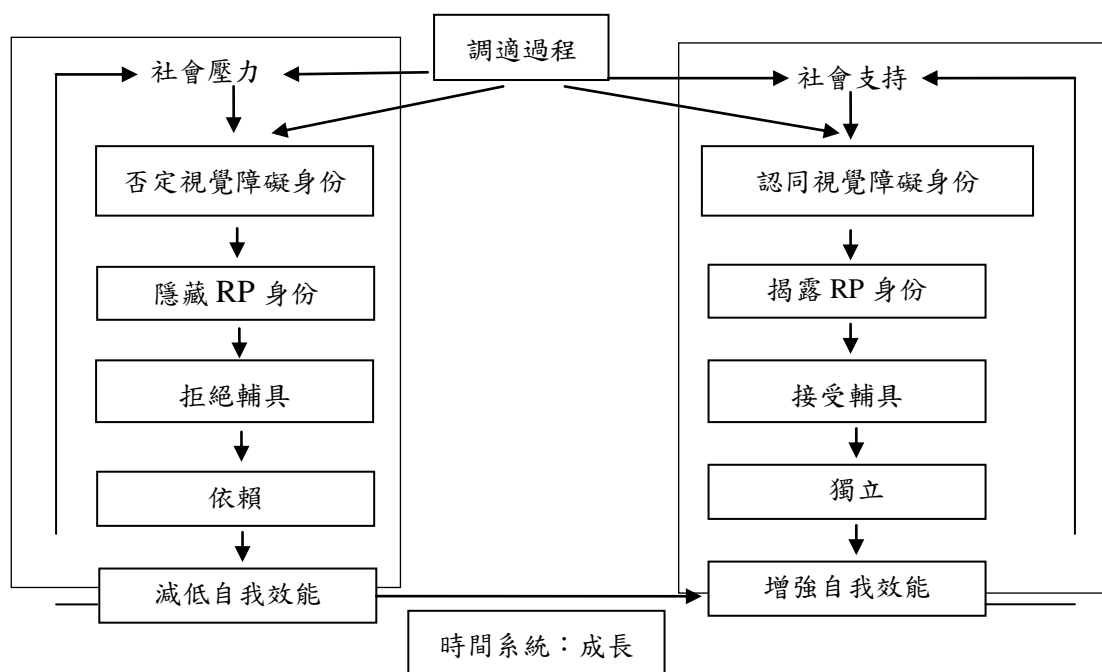 調適過程
社會壓力
社會支持
否定視覺障礙身份
認同視覺障礙身份
隱藏 RP 身份
揭露 RP 身份
拒絕輔具
接受輔具
依賴
獨立
減低自我效能
增強自我效能
時間系統：成長